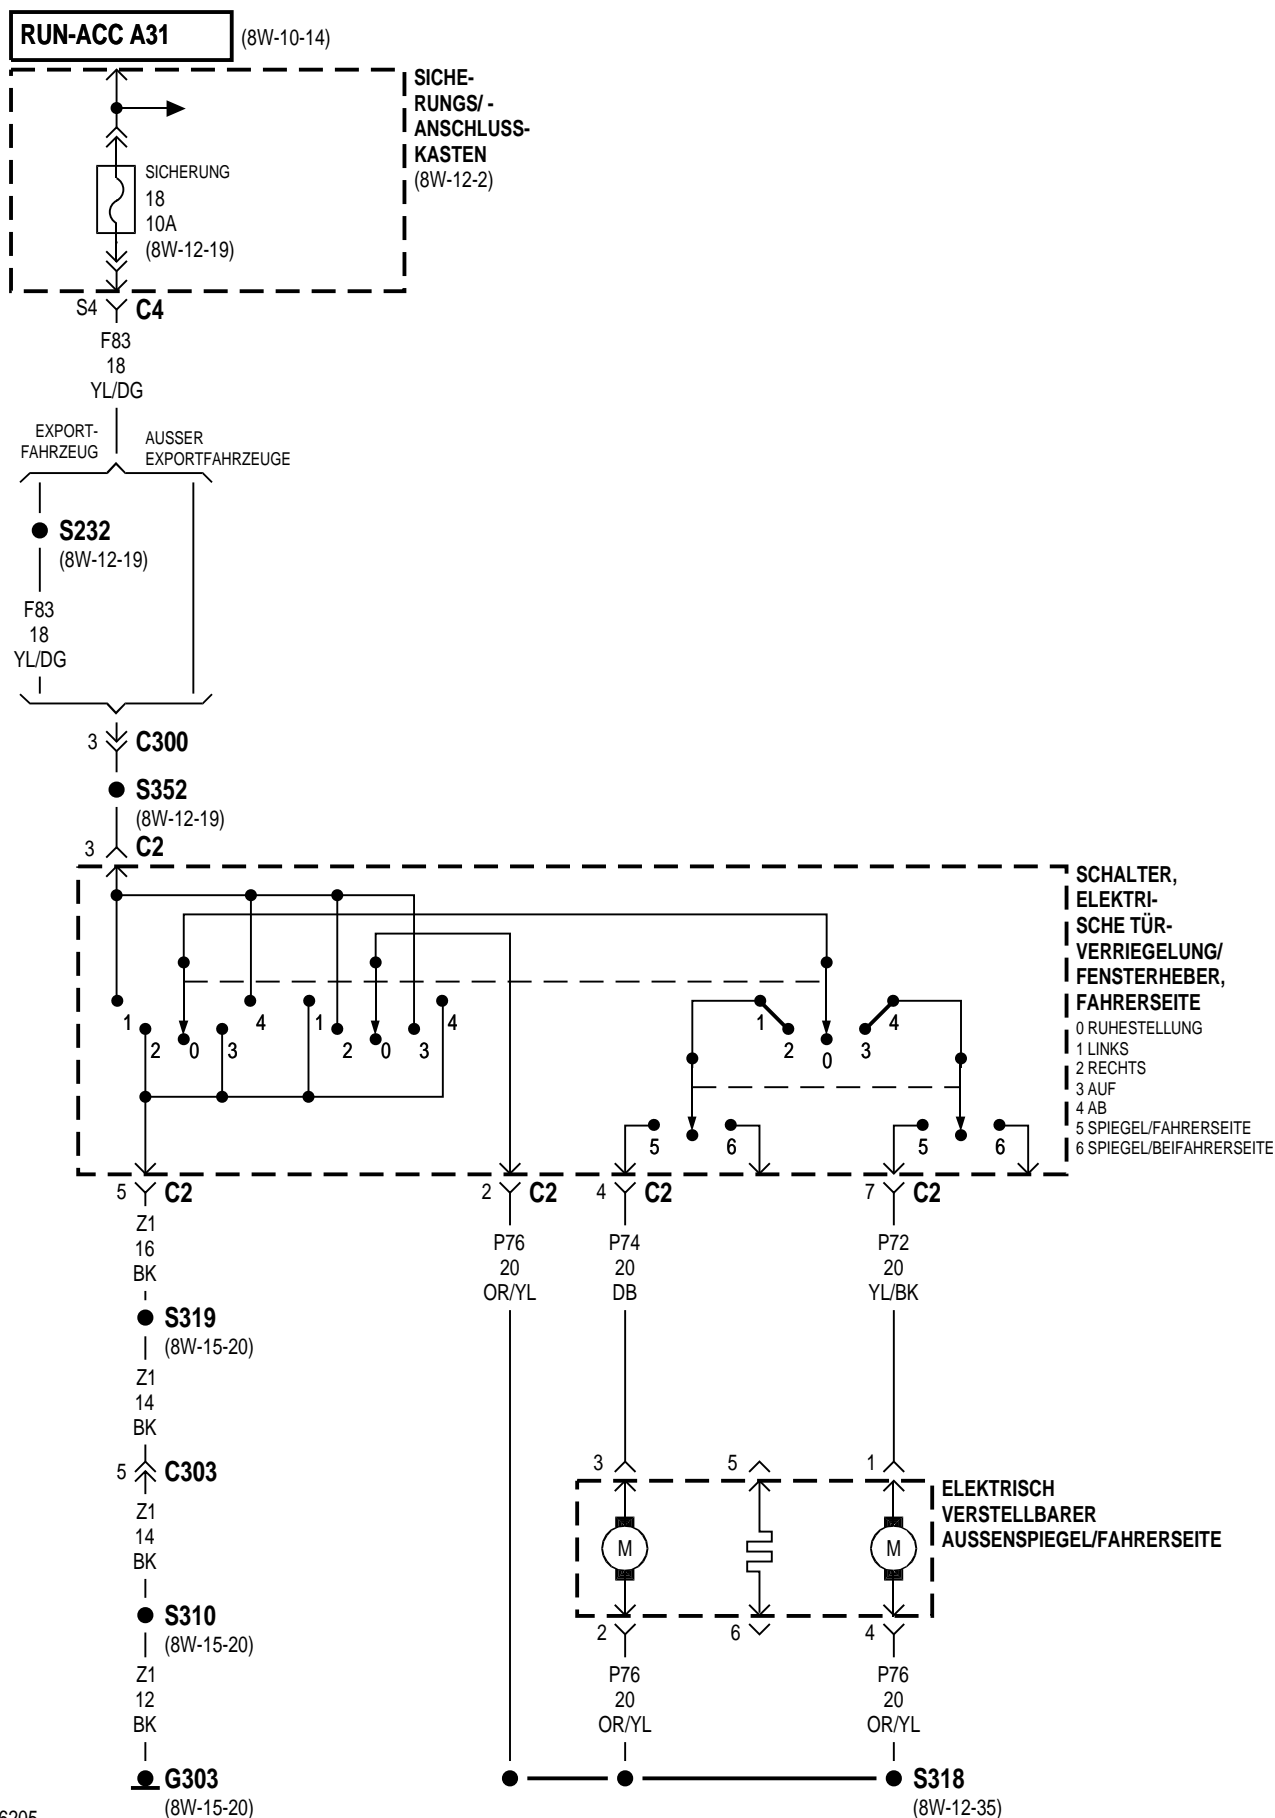 RUN-ACC A31
(8W-10-14)
SICHE-
RUNGS/ -
ANSCHLUSS-
KASTEN
(8W-12-2)
SICHERUNG
18
10A
(8W-12-19)
S4
C4
F83
18
YL/DG
EXPORT-
FAHRZEUG
AUSSER
EXPORTFAHRZEUGE
S232
(8W-12-19)
F83
18
YL/DG
3
C300
S352
(8W-12-19)
3
C2
SCHALTER,
ELEKTRI-
SCHE TÜR-
VERRIEGELUNG/
FENSTERHEBER,
FAHRERSEITE
0 RUHESTELLUNG
1 LINKS
2 RECHTS
3 AUF
4 AB
5 SPIEGEL/FAHRERSEITE
6 SPIEGEL/BEIFAHRERSEITE
1
2
0
3
4
1
2
0
3
4
1
2
0
3
4
5
6
5
6
5
C2
2
C2
4
C2
7
C2
Z1
16
BK
P76
20
OR/YL
P74
20
DB
P72
20
YL/BK
S319
(8W-15-20)
Z1
14
BK
5
C303
Z1
14
BK
S310
(8W-15-20)
Z1
12
BK
G303
(8W-15-20)
3
5
1
ELEKTRISCH
VERSTELLBARER
AUSSENSPIEGEL/FAHRERSEITE
M
M
2
6
4
P76
20
OR/YL
P76
20
OR/YL
S318
(8W-12-35)